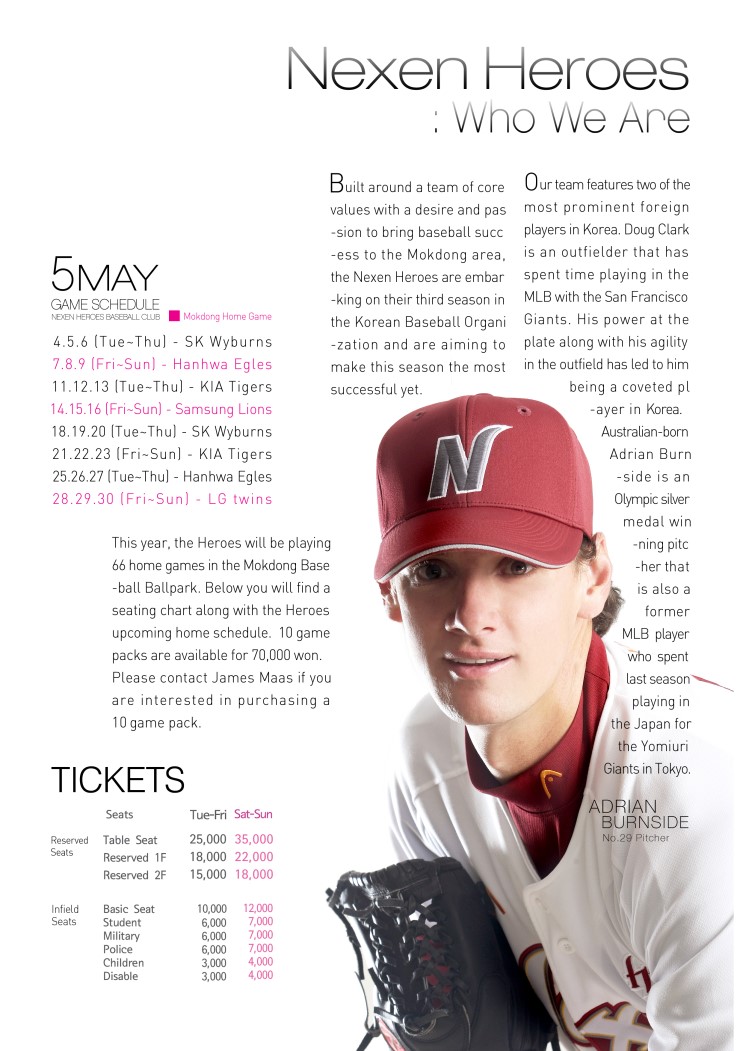 Nexen Heroes
: Who We Are
Built around a team of core
values with a desire and pas
-sion to bring baseball succ
-ess to the Mokdong area,
the Nexen Heroes are embar
-king on their third season in
the Korean Baseball Organi
-zation and are aiming to
make this season the most
successful yet.
Our team features two of the
most prominent foreign
players in Korea. Doug Clark
is an outfielder that has
spent time playing in the
MLB with the San Francisco
Giants. His power at the
plate along with his agility
in the outfield has led to him
being a coveted pl
-ayer in Korea.
Australian-born
Adrian Burn
-side is an
Olympic silver
medal win
-ning pitc
-her that
is also a
former
MLB player
who spent
last season
playing in
the Japan for
the Yomiuri
Giants in Tokyo.
ADRIAN
BURNSIDE
No.29 Pitcher
5MAY
GAME SCHEDULE
NEXEN HEROES BASEBALL CLUB
Mokdong Home Game
4.5.6 (Tue~Thu) - SK Wyburns
7.8.9 (Fri~Sun) - Hanhwa Egles
11.12.13 (Tue~Thu) - KIA Tigers
14.15.16 (Fri~Sun) - Samsung Lions
18.19.20 (Tue~Thu) - SK Wyburns
21.22.23 (Fri~Sun) - KIA Tigers
25.26.27 (Tue~Thu) - Hanhwa Egles
28.29.30 (Fri~Sun) - LG twins
This year, the Heroes will be playing
66 home games in the Mokdong Base
-ball Ballpark. Below you will find a
seating chart along with the Heroes
upcoming home schedule. 10 game
packs are available for 70,000 won.
Please contact James Maas if you
are interested in purchasing a
10 game pack.
TICKETS
Seats Tue-Fri Sat-Sun
Reserved Seats
Table Seat 25,000 35,000
Reserved 1F 18,000 22,000
Reserved 2F 15,000 18,000
Infield Seats
Basic Seat 10,000 12,000
Student 6,000 7,000
Military 6,000 7,000
Police 6,000 7,000
Children 3,000 4,000
Disable 3,000 4,000
N